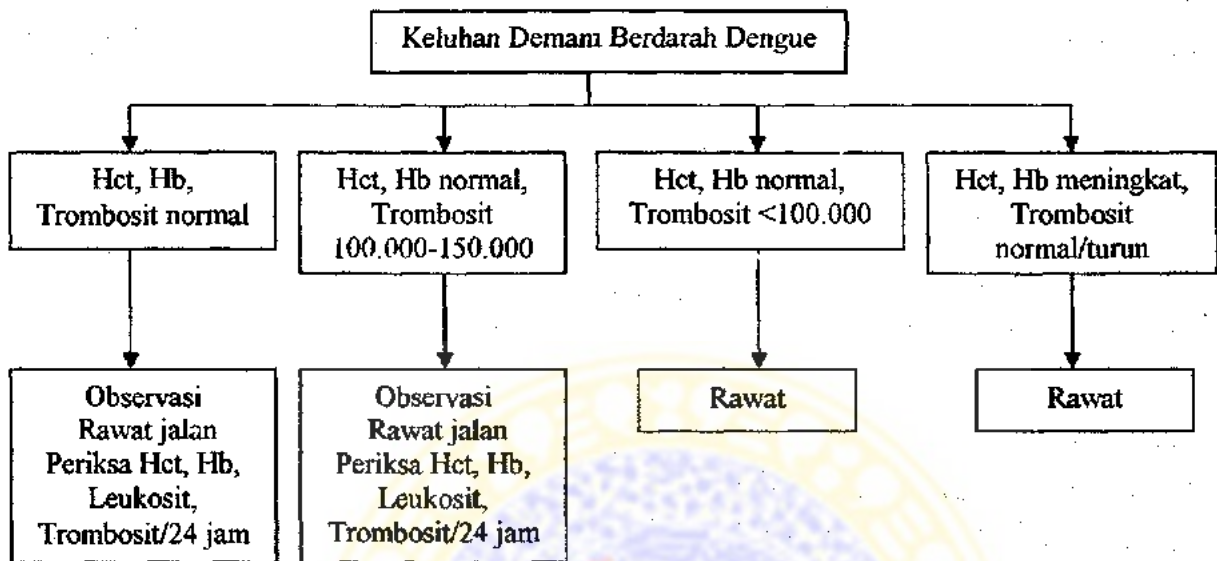 Keluhan Demam Berdarah Dengue
Hct, Hb,
Trombosit normal
Hct, Hb normal,
Trombosit
100.000-150.000
Hct, Hb normal,
Trombosit <100.000
Hct, Hb meningkat,
Trombosit
normal/turun
Observasi
Rawat jalan
Periksa Hct, Hb,
Leukosit,
Trombosit/24 jam
Observasi
Rawat jalan
Periksa Hct, Hb,
Leukosit,
Trombosit/24 jam
Rawat
Rawat